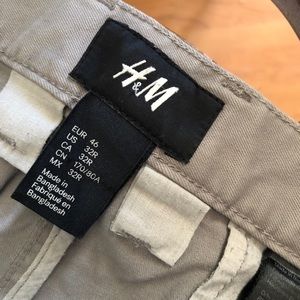 H&M
EUR 46
US 32R
CA 32R
CN 170/80A
MX 32R
Made in
Bangladesh
Fabriqué en
Bangladesh